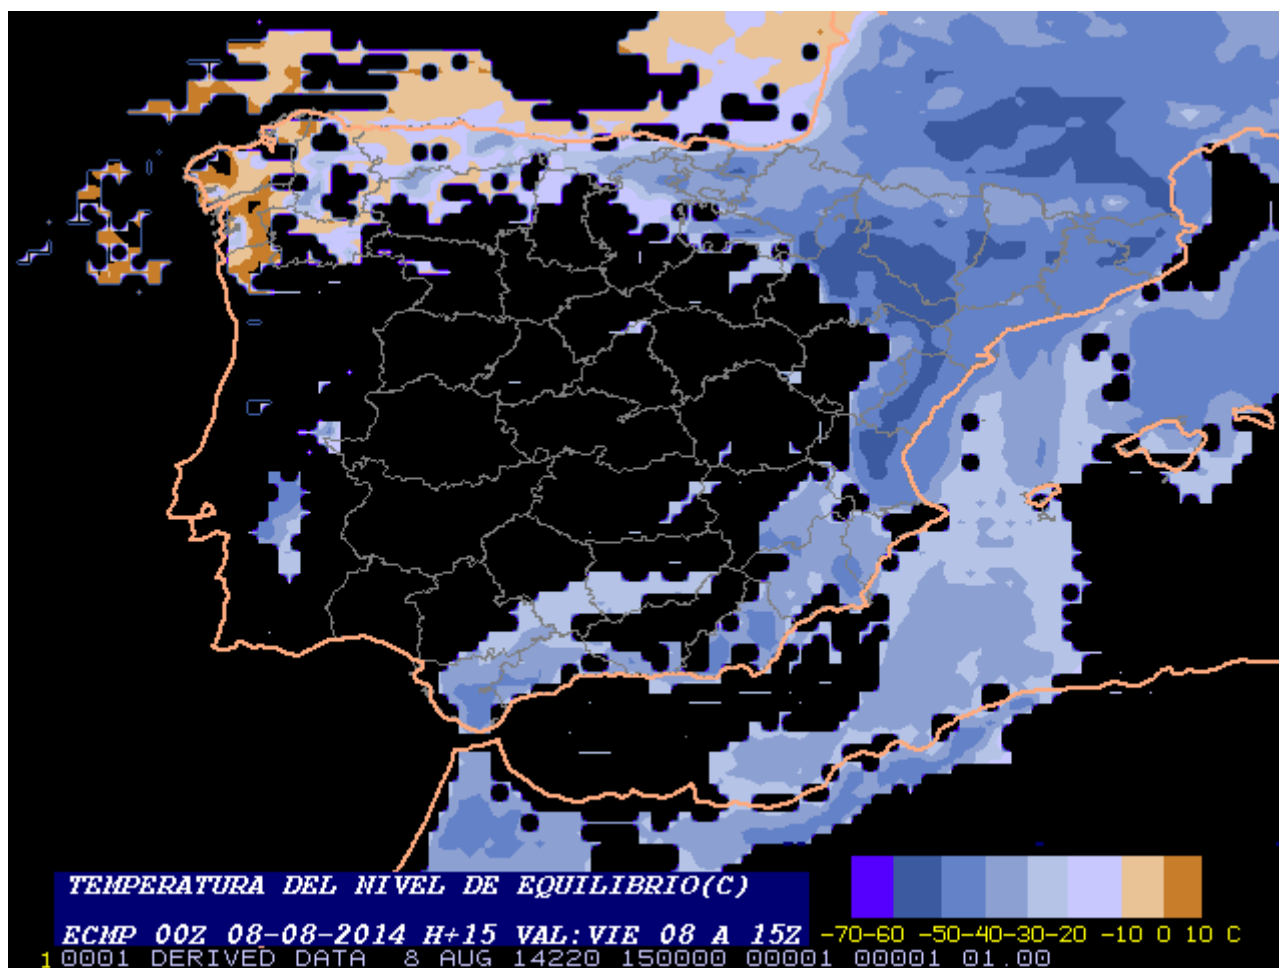 TEMPERATURA DEL NIVEL DE EQUILIBRIO(C)
ECMP 00Z 08-08-2014 H+15 VAL:VIE 08 A 15Z
-70-60 -50-40-30-20 -10 0 10 C
1 0001 DERIVED DATA 8 AUG 14220 150000 00001 00001 01.00